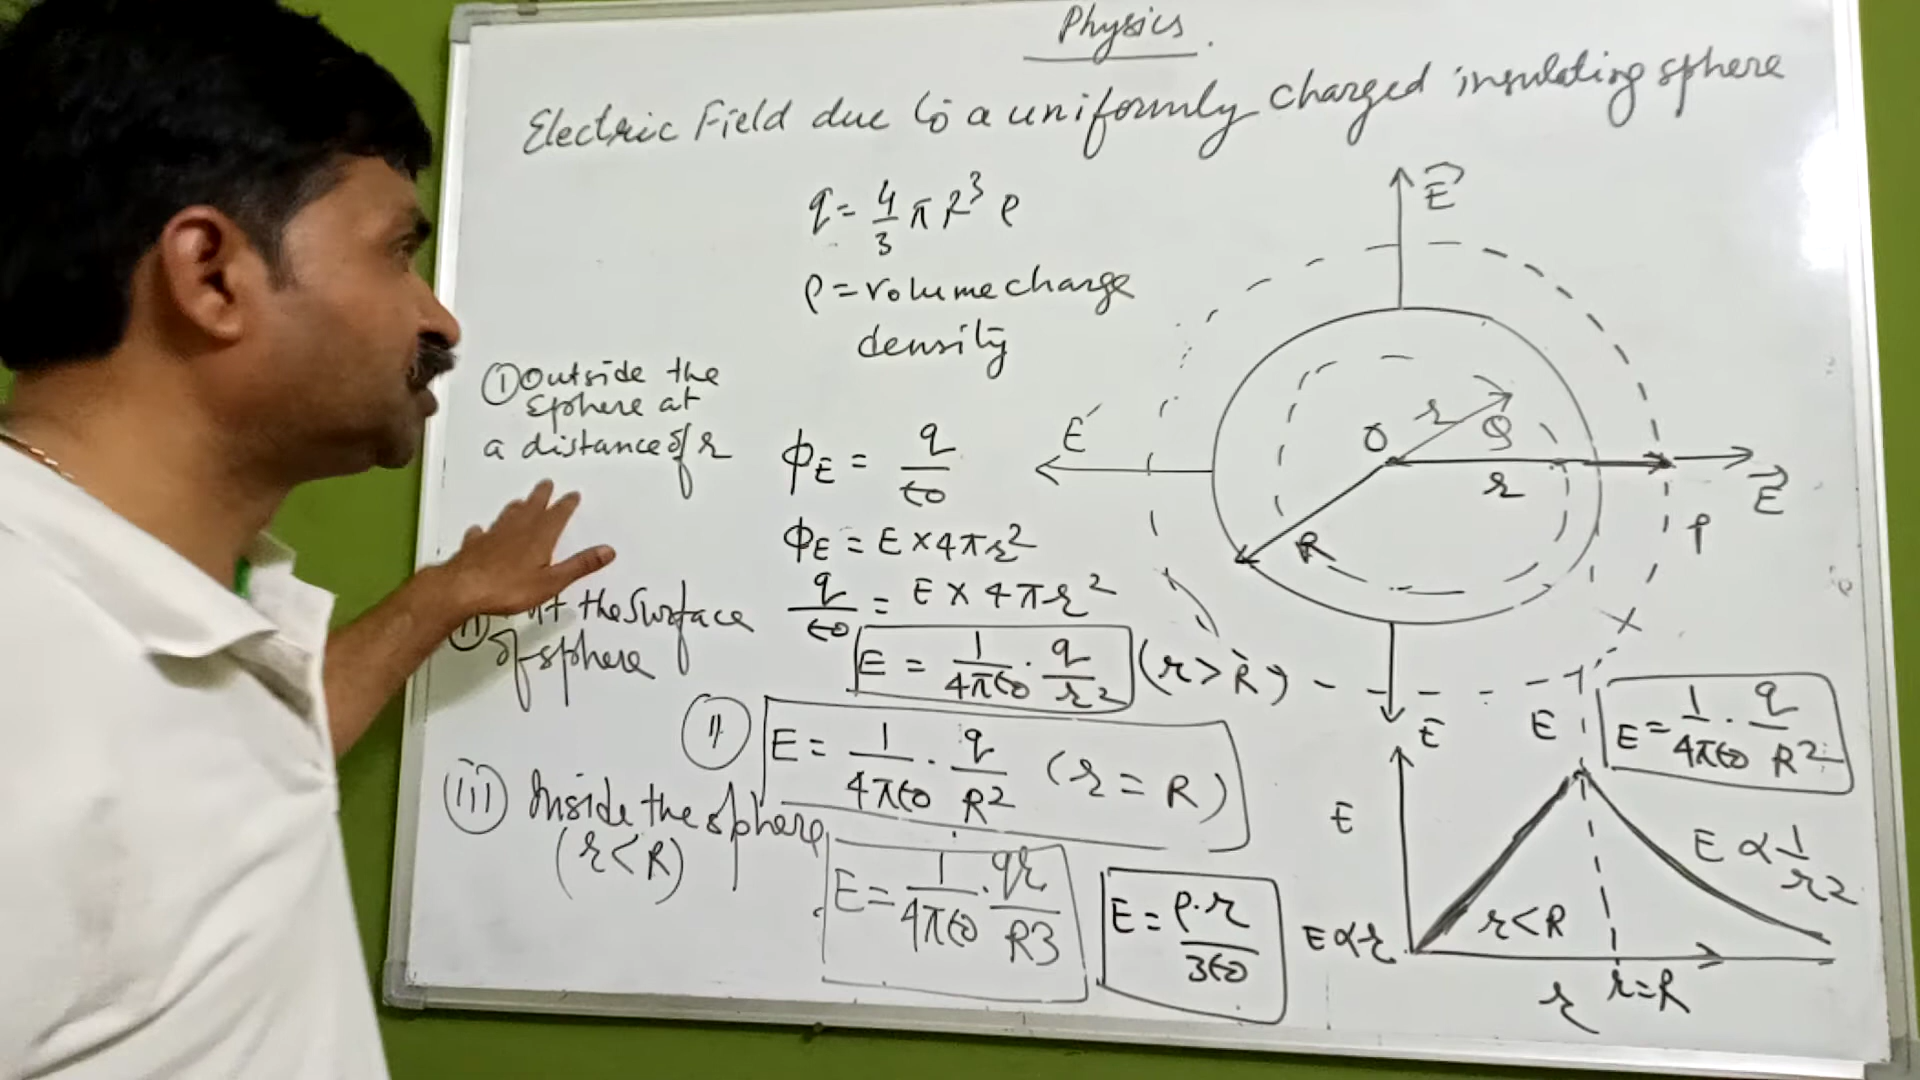 Physics.
Electric Field due to a uniformly charged insulating sphere
q = 4/3 π R³ ρ
ρ = volume charge
density
① Outside the
sphere at
a distance of r
ϕE = q/ϵ0
ϕE = E × 4πr²
q/ϵ0 = E × 4πr²
E = 1/4πϵ0 · q/r² (r > R)
At the Surface
of sphere
II E = 1/4πϵ0 · q/R² (r = R)
(iii) Inside the sphere
(r < R)
E = 1/4πϵ0 · qr/R3
E = ρ·r/3ϵ0
E
E
O
r
Q
r
R
E
P
E
E
E = 1/4πϵ0 · q/R²
E
E ∝ 1/r²
r < R
E ∝ r
r
r = R